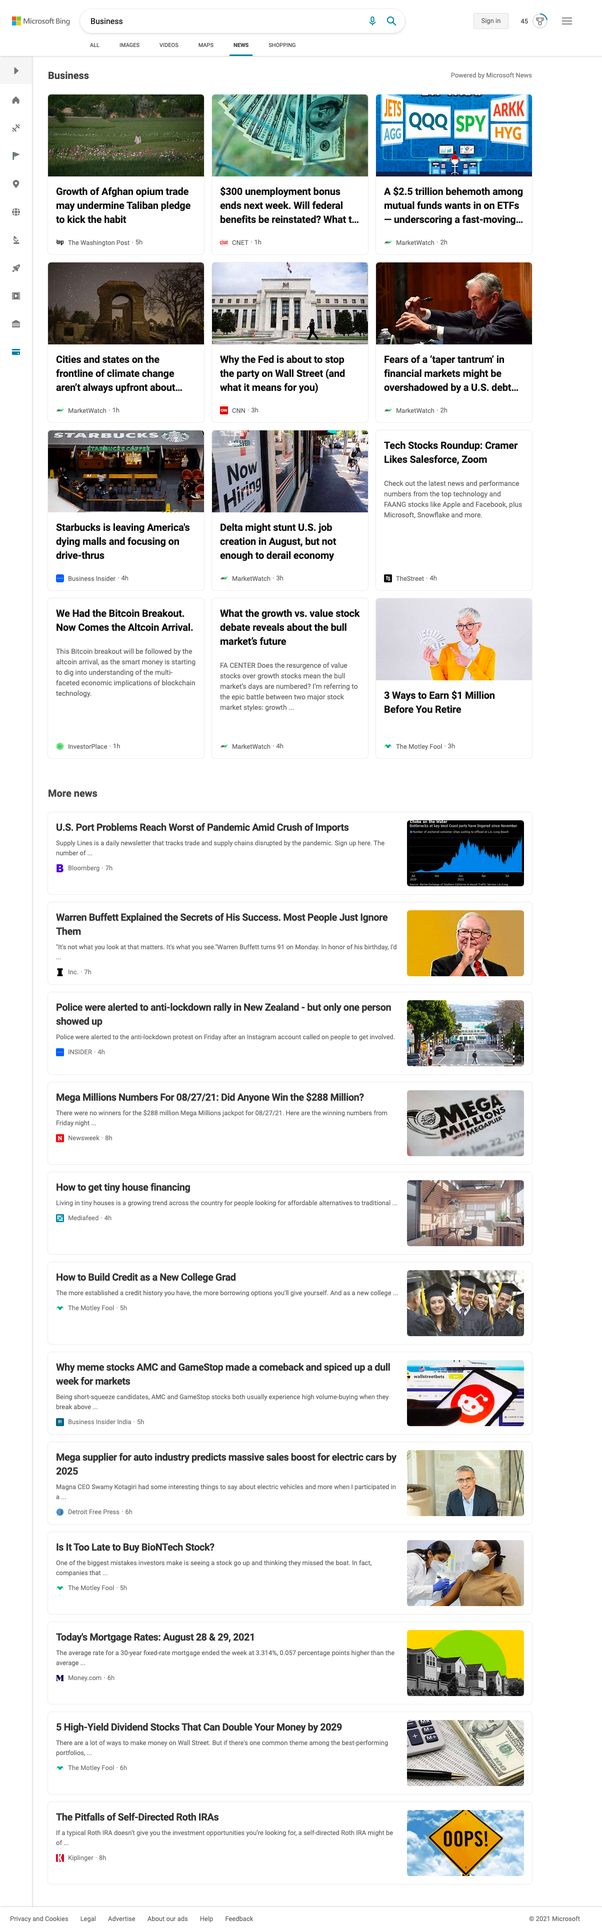 Microsoft Bing
Business
Sign in
45
ALL
IMAGES
VIDEOS
MAPS
NEWS
SHOPPING
Business
Powered by Microsoft News
JETS
AGG
QQQ
SPY
ARKK
HYG
Growth of Afghan opium trade
may undermine Taliban pledge
to kick the habit
wp The Washington Post · 5h
$300 unemployment bonus
ends next week. Will federal
benefits be reinstated? What t...
CNET · 1h
A $2.5 trillion behemoth among
mutual funds wants in on ETFs
— underscoring a fast-moving...
MarketWatch · 2h
Cities and states on the
frontline of climate change
aren't always upfront about...
MarketWatch · 1h
Why the Fed is about to stop
the party on Wall Street (and
what it means for you)
CNN · 3h
Fears of a 'taper tantrum' in
financial markets might be
overshadowed by a U.S. debt...
MarketWatch · 2h
STARBUCKS
STARBUCKS COFFEE
Starbucks is leaving America's
dying malls and focusing on
drive-thrus
Business Insider · 4h
Now
Hiring
Delta might stunt U.S. job
creation in August, but not
enough to derail economy
MarketWatch · 3h
Tech Stocks Roundup: Cramer
Likes Salesforce, Zoom
Check out the latest news and performance
numbers from the top technology and
FAANG stocks like Apple and Facebook, plus
Microsoft, Snowflake and more.
TheStreet · 4h
We Had the Bitcoin Breakout.
Now Comes the Altcoin Arrival.
This Bitcoin breakout will be followed by the
altcoin arrival, as the smart money is starting
to dig into understanding of the multi-
faceted economic implications of blockchain
technology.
InvestorPlace · 1h
What the growth vs. value stock
debate reveals about the bull
market's future
FA CENTER Does the resurgence of value
stocks over growth stocks mean the bull
market's days are numbered? I'm referring to
the epic battle between two major stock
market styles: growth ...
MarketWatch · 4h
3 Ways to Earn $1 Million
Before You Retire
The Motley Fool · 3h
More news
U.S. Port Problems Reach Worst of Pandemic Amid Crush of Imports
Supply Lines is a daily newsletter that tracks trade and supply chains disrupted by the pandemic. Sign up here. The
number of ...
Bloomberg · 7h
Warren Buffett Explained the Secrets of His Success. Most People Just Ignore
Them
"It's not what you look at that matters. It's what you see."Warren Buffett turns 91 on Monday. In honor of his birthday, I'd
...
Inc. · 7h
Police were alerted to anti-lockdown rally in New Zealand - but only one person
showed up
Police were alerted to the anti-lockdown protest on Friday after an Instagram account called on people to get involved.
INSIDER · 4h
Mega Millions Numbers For 08/27/21: Did Anyone Win the $288 Million?
There were no winners for the $288 million Mega Millions jackpot for 08/27/21. Here are the winning numbers from
Friday night ...
Newsweek · 8h
MEGA
MILLIONS
WITH MEGAPLIER
How to get tiny house financing
Living in tiny houses is a growing trend across the country for people looking for affordable alternatives to traditional ...
Mediafeed · 4h
How to Build Credit as a New College Grad
The more established a credit history you have, the more borrowing options you'll give yourself. And as a new college ...
The Motley Fool · 5h
Why meme stocks AMC and GameStop made a comeback and spiced up a dull
week for markets
Being short-squeeze candidates, AMC and GameStop stocks both usually experience high volume-buying when they
break above ...
Business Insider India · 5h
wallstreetbets
Mega supplier for auto industry predicts massive sales boost for electric cars by
2025
Magna CEO Swamy Kotagiri had some interesting things to say about electric vehicles and more when I participated in
a ...
Detroit Free Press · 6h
Is It Too Late to Buy BioNTech Stock?
One of the biggest mistakes investors make is seeing a stock go up and thinking they missed the boat. In fact,
companies that ...
The Motley Fool · 5h
Today's Mortgage Rates: August 28 & 29, 2021
The average rate for a 30-year fixed-rate mortgage ended the week at 3.314%, 0.057 percentage points higher than the
average ...
Money.com · 6h
5 High-Yield Dividend Stocks That Can Double Your Money by 2029
There are a lot of ways to make money on Wall Street. But if there's one common theme among the best-performing
portfolios, ...
The Motley Fool · 6h
The Pitfalls of Self-Directed Roth IRAs
If a typical Roth IRA doesn't give you the investment opportunities you're looking for, a self-directed Roth IRA might be
of ...
Kiplinger · 8h
OOPS!
Privacy and Cookies
Legal
Advertise
About our ads
Help
Feedback
© 2021 Microsoft